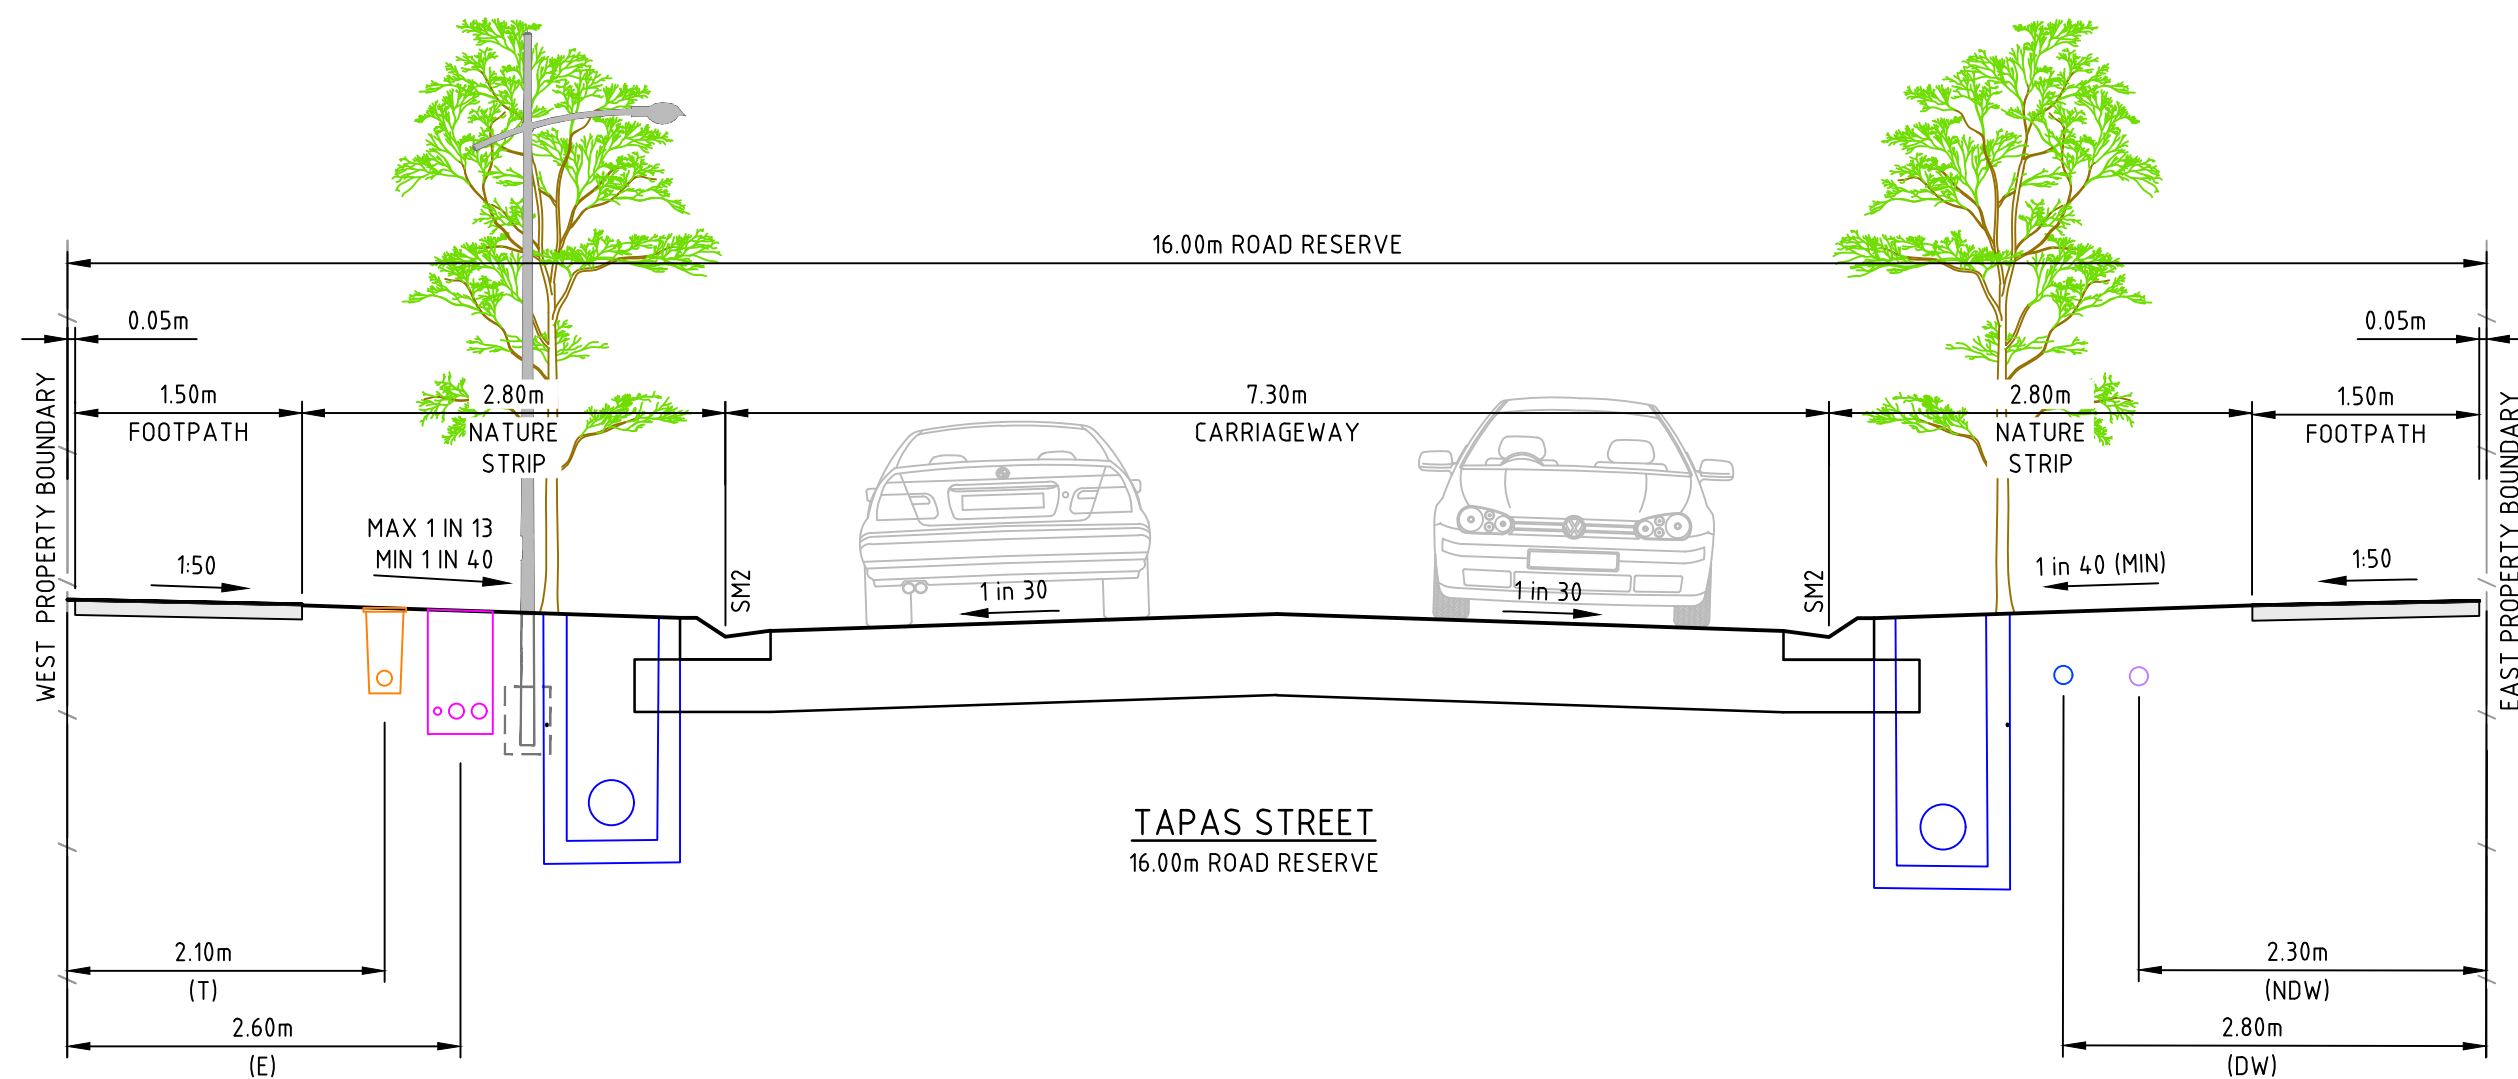 16.00m ROAD RESERVE
0.05m
0.05m
1.50m
FOOTPATH
2.80m
NATURE
STRIP
7.30m
CARRIAGEWAY
2.80m
NATURE
STRIP
1.50m
FOOTPATH
WEST PROPERTY BOUNDARY
EAST PROPERTY BOUNDARY
MAX 1 IN 13
MIN 1 IN 40
1:50
SM2
1 in 30
1 in 30
SM2
1 in 40 (MIN)
1:50
TAPAS STREET
16.00m ROAD RESERVE
2.10m
(T)
2.30m
(NDW)
2.60m
(E)
2.80m
(DW)